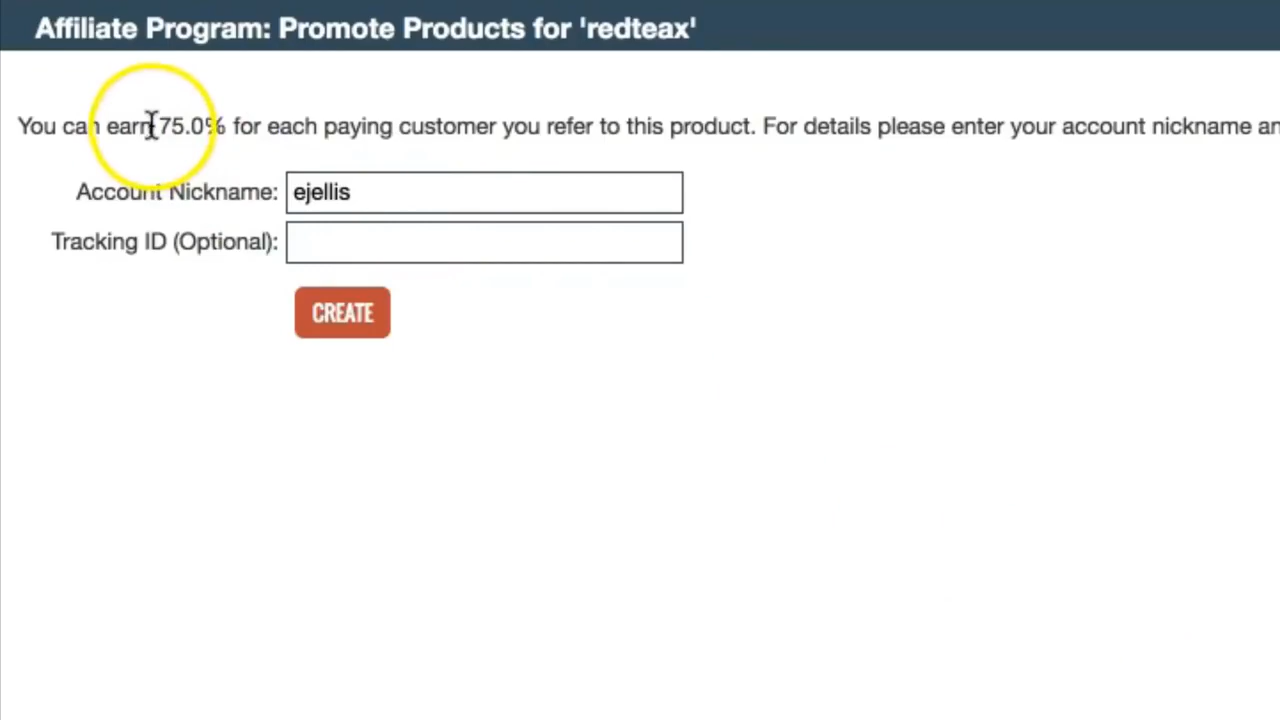 Affiliate Program: Promote Products for 'redteax'
You can earn 75.0% for each paying customer you refer to this product. For details please enter your account nickname an
Account Nickname: ejellis
Tracking ID (Optional):
CREATE